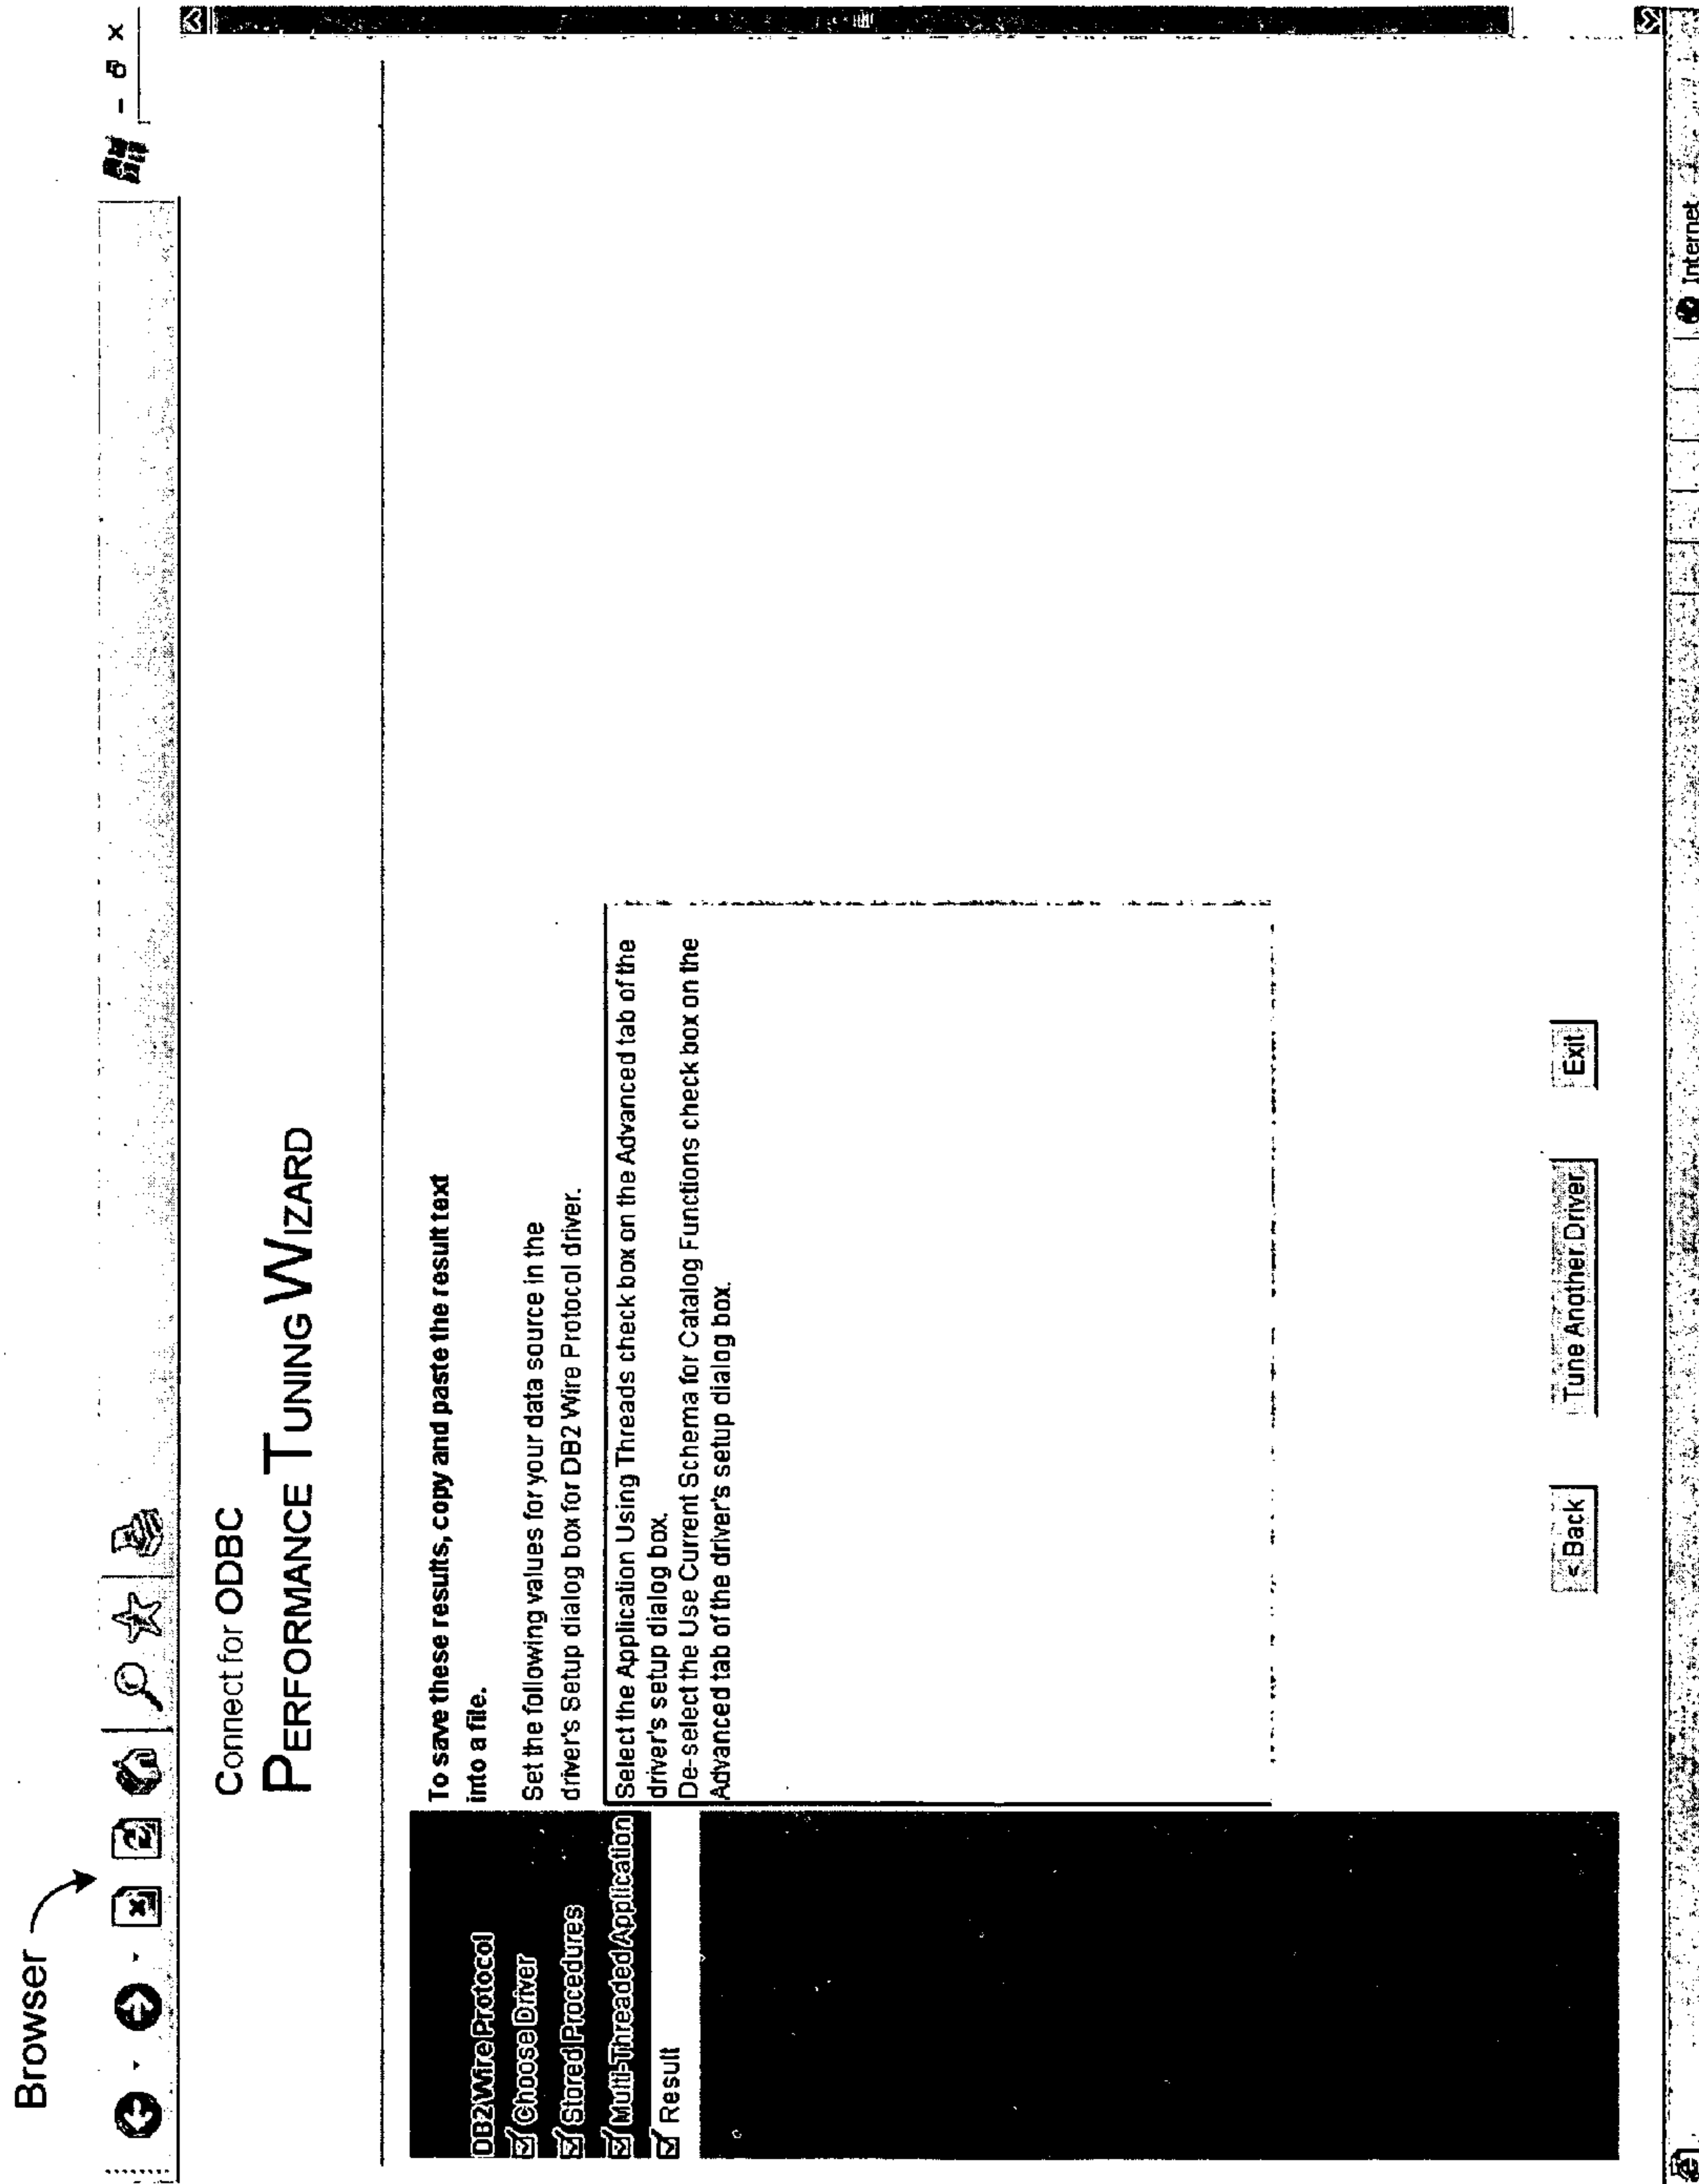 Browser
Connect for ODBC
PERFORMANCE TUNING WIZARD
DB2 Wire Protocol
Choose Driver
Stored Procedures
Multi-Threaded Application
Result
To save these results, copy and paste the result text
into a file.
Set the following values for your data source in the
driver's Setup dialog box for DB2 Wire Protocol driver.
Select the Application Using Threads check box on the Advanced tab of the
driver's setup dialog box.
De-select the Use Current Schema for Catalog Functions check box on the
Advanced tab of the driver's setup dialog box.
< Back
Tune Another Driver
Exit
Internet